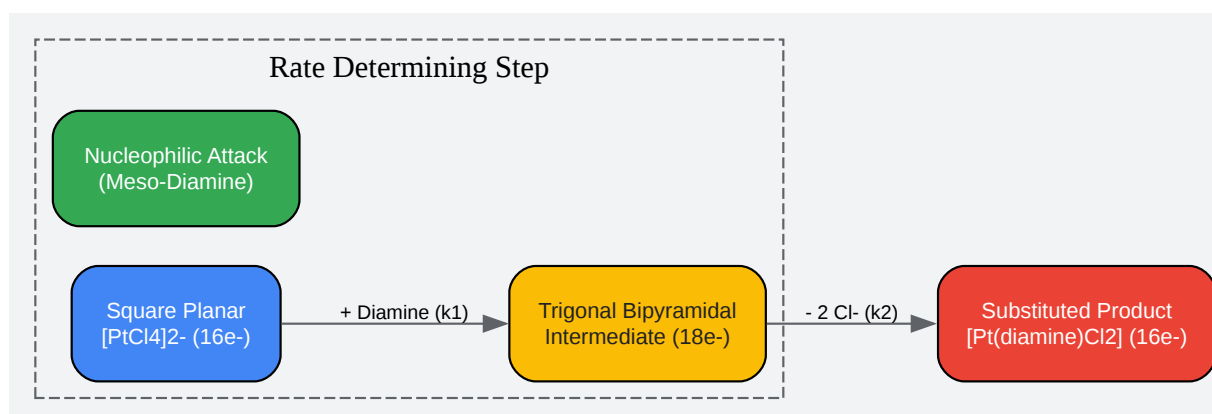 Rate Determining Step
Nucleophilic Attack
(Meso-Diamine)
Square Planar
[PtCl4]2- (16e-)
+ Diamine (k1)
Trigonal Bipyramidal
Intermediate (18e-)
- 2 Cl- (k2)
Substituted Product
[Pt(diamine)Cl2] (16e-)